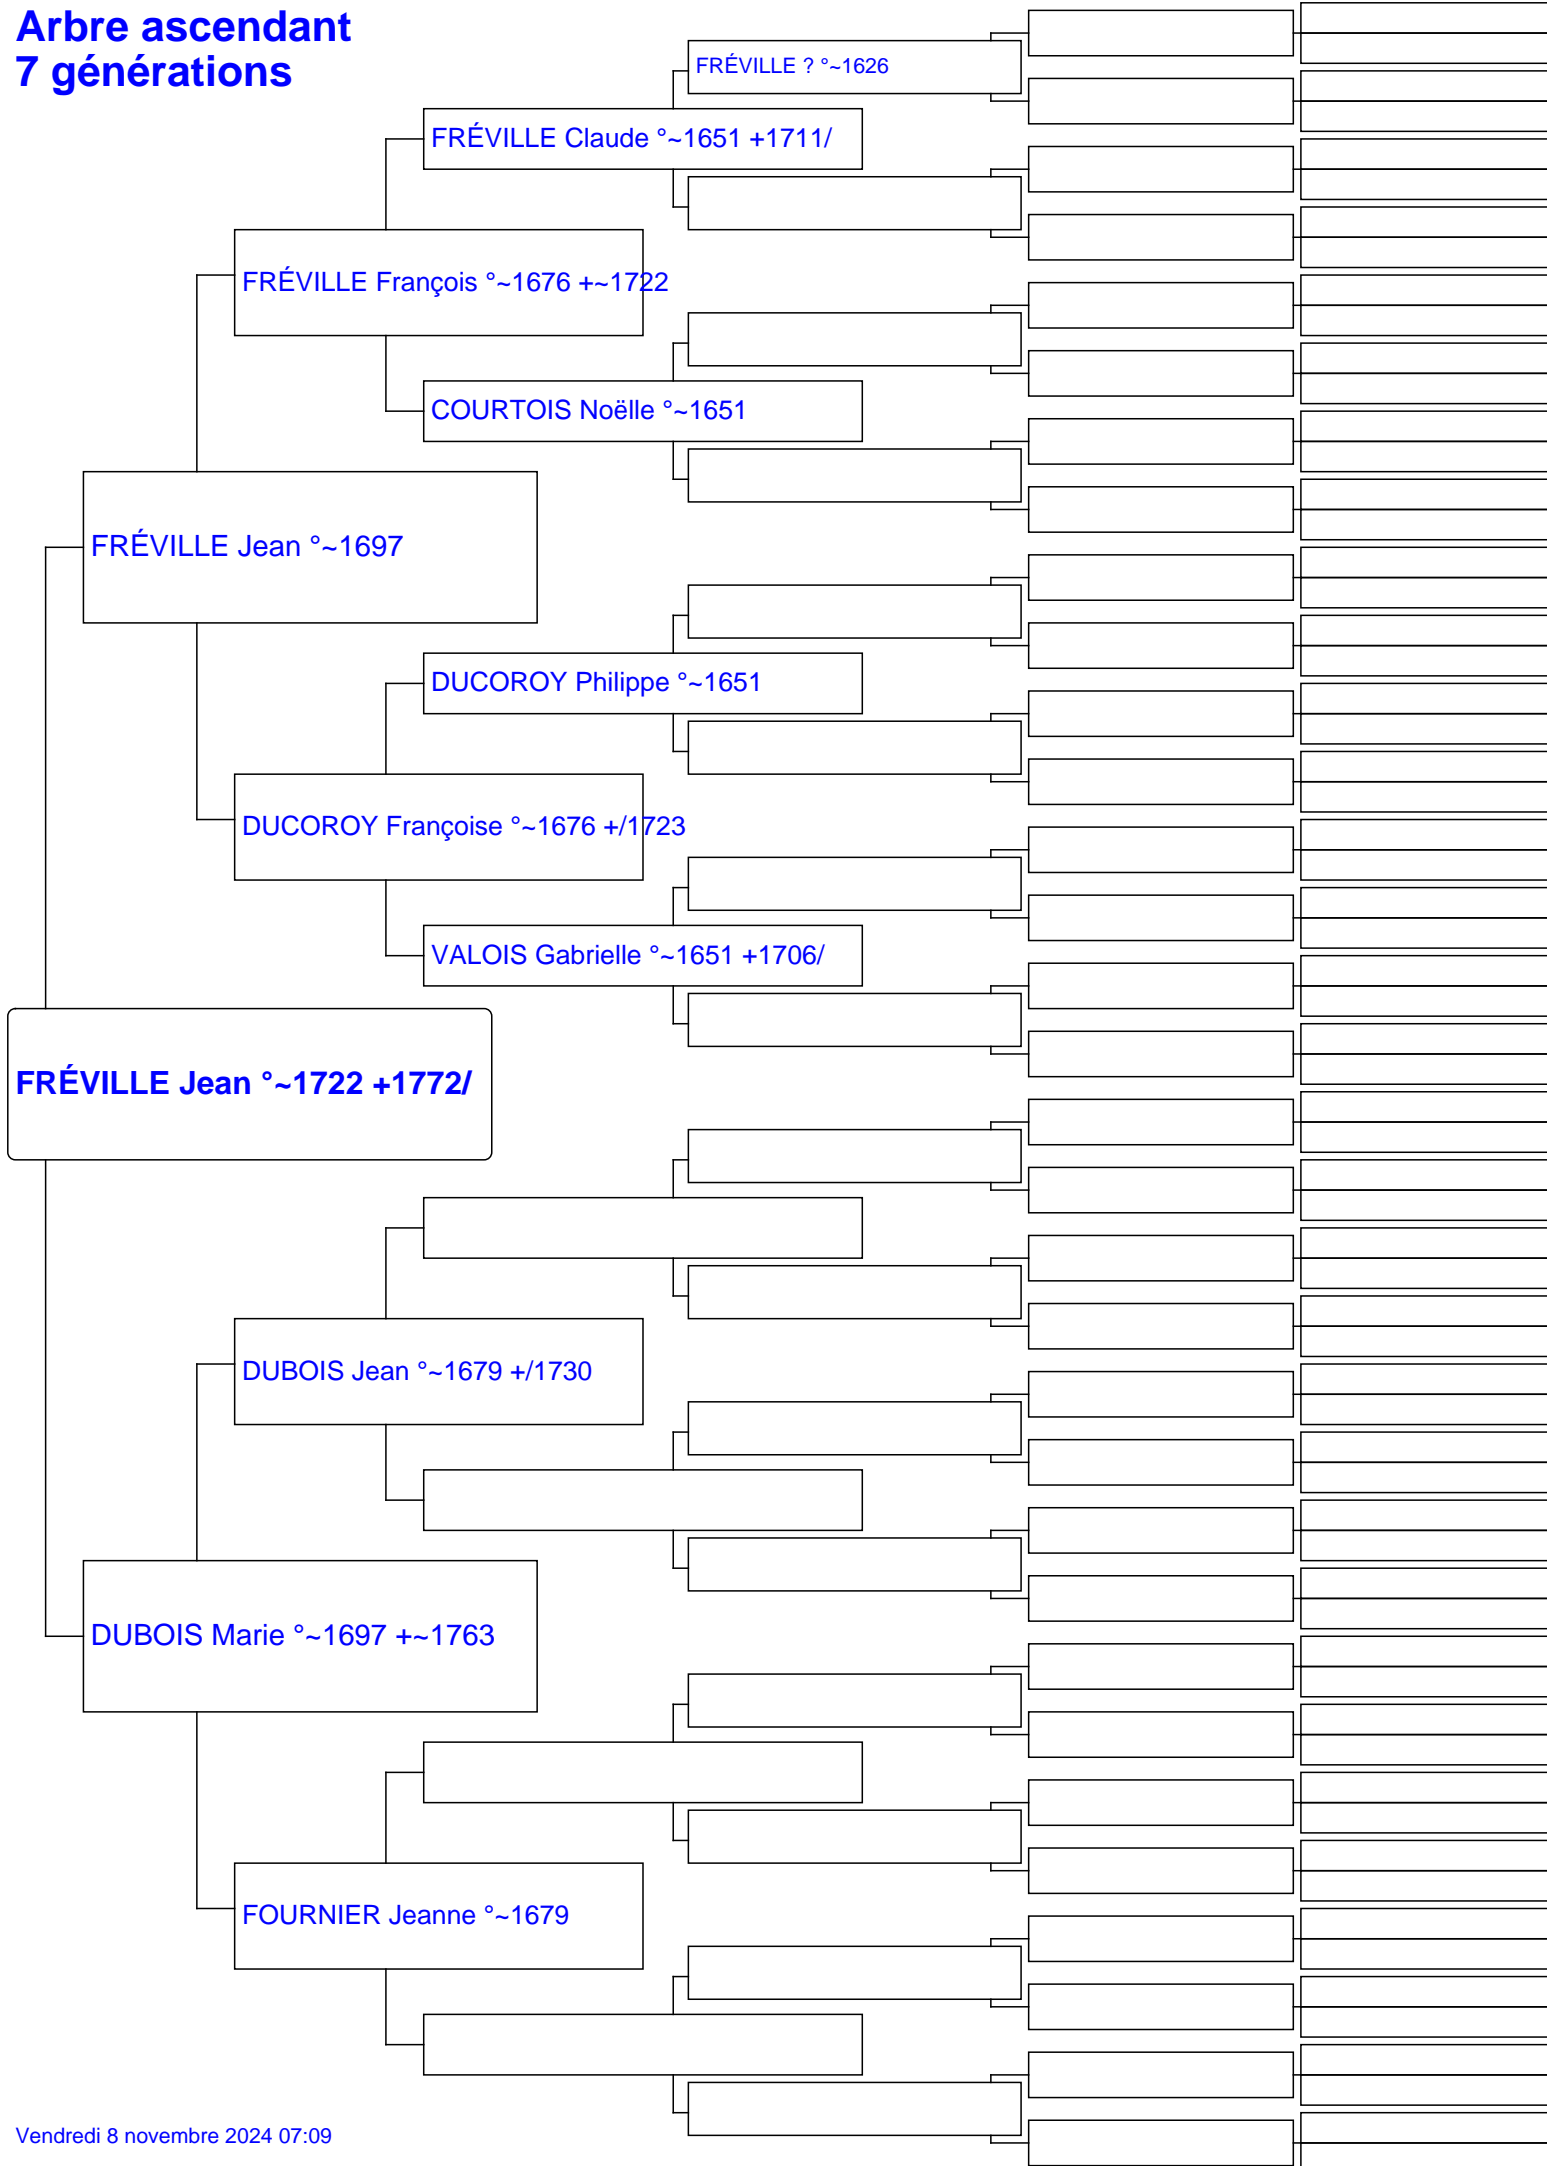 Arbre ascendant
7 générations
FRÉVILLE ? °~1626
FRÉVILLE Claude °~1651 +1711/
FRÉVILLE François °~1676 +~1722
COURTOIS Noëlle °~1651
FRÉVILLE Jean °~1697
DUCOROY Philippe °~1651
DUCOROY Françoise °~1676 +/1723
VALOIS Gabrielle °~1651 +1706/
FRÉVILLE Jean °~1722 +1772/
DUBOIS Jean °~1679 +/1730
DUBOIS Marie °~1697 +~1763
FOURNIER Jeanne °~1679
Vendredi 8 novembre 2024 07:09